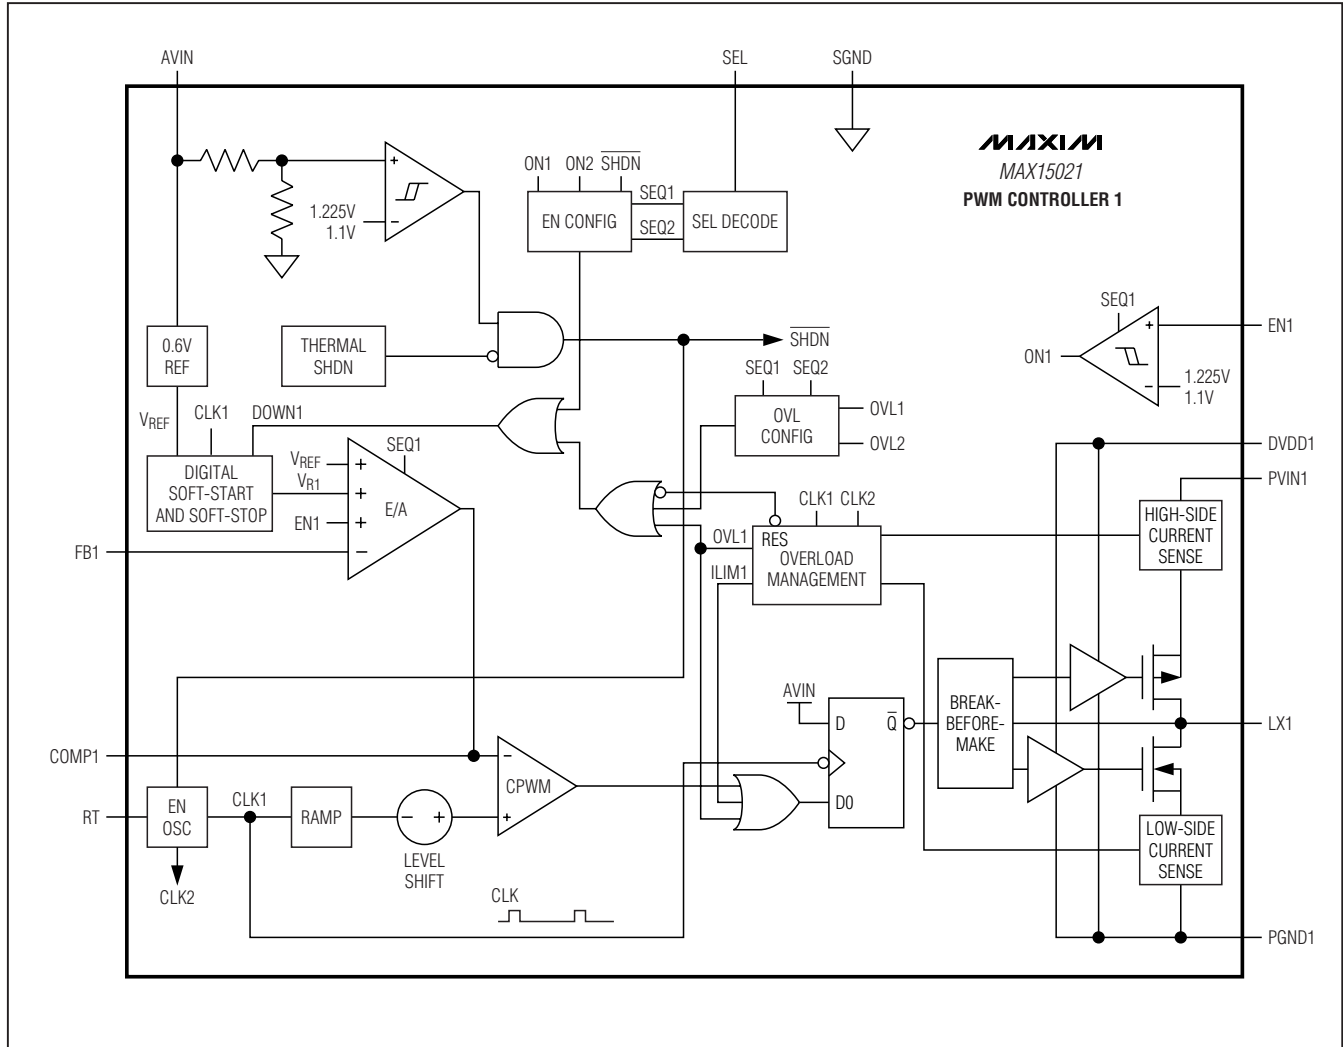 AVIN
SEL
SGND
MAXIM
MAX15021
PWM CONTROLLER 1
ON1
ON2
SHDN
1.225V
1.1V
+
−
EN CONFIG
SEQ1
SEQ2
SEL DECODE
0.6V
REF
THERMAL
SHDN
SHDN
SEQ1
+
−
EN1
ON1
1.225V
1.1V
SEQ1
SEQ2
OVL
CONFIG
OVL1
OVL2
VREF
CLK1
DOWN1
DIGITAL
SOFT-START
AND SOFT-STOP
VREF
VR1
EN1
SEQ1
+
+
+
−
E/A
FB1
DVDD1
PVIN1
HIGH-SIDE
CURRENT
SENSE
CLK1
CLK2
OVL1
ILIM1
RES
OVERLOAD
MANAGEMENT
AVIN
D
Q
D0
BREAK-
BEFORE-
MAKE
LX1
COMP1
−
+
CPWM
RT
EN
OSC
CLK1
RAMP
−
+
LEVEL
SHIFT
CLK2
CLK
LOW-SIDE
CURRENT
SENSE
PGND1